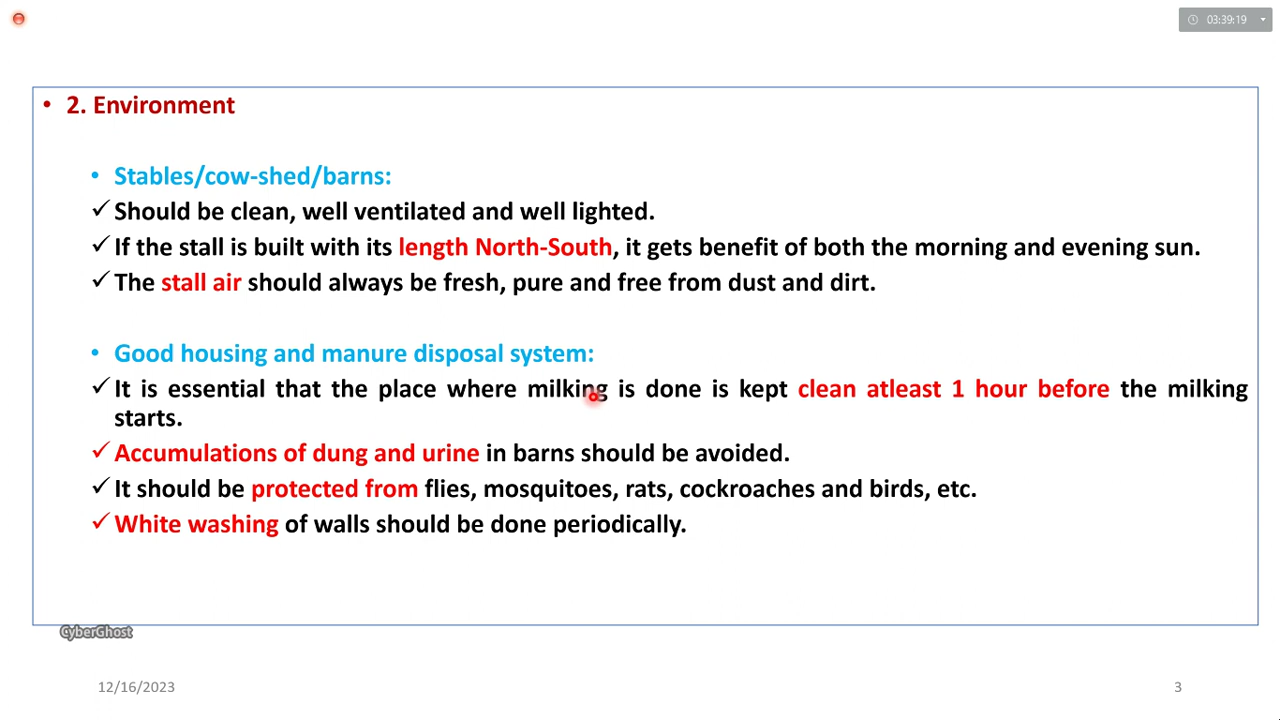 03:39:19
• 2. Environment
• Stables/cow-shed/barns:
✓ Should be clean, well ventilated and well lighted.
✓ If the stall is built with its length North-South, it gets benefit of both the morning and evening sun.
✓ The stall air should always be fresh, pure and free from dust and dirt.
• Good housing and manure disposal system:
✓ It is essential that the place where milking is done is kept clean atleast 1 hour before the milking
starts.
✓ Accumulations of dung and urine in barns should be avoided.
✓ It should be protected from flies, mosquitoes, rats, cockroaches and birds, etc.
✓ White washing of walls should be done periodically.
CyberGhost
12/16/2023
3